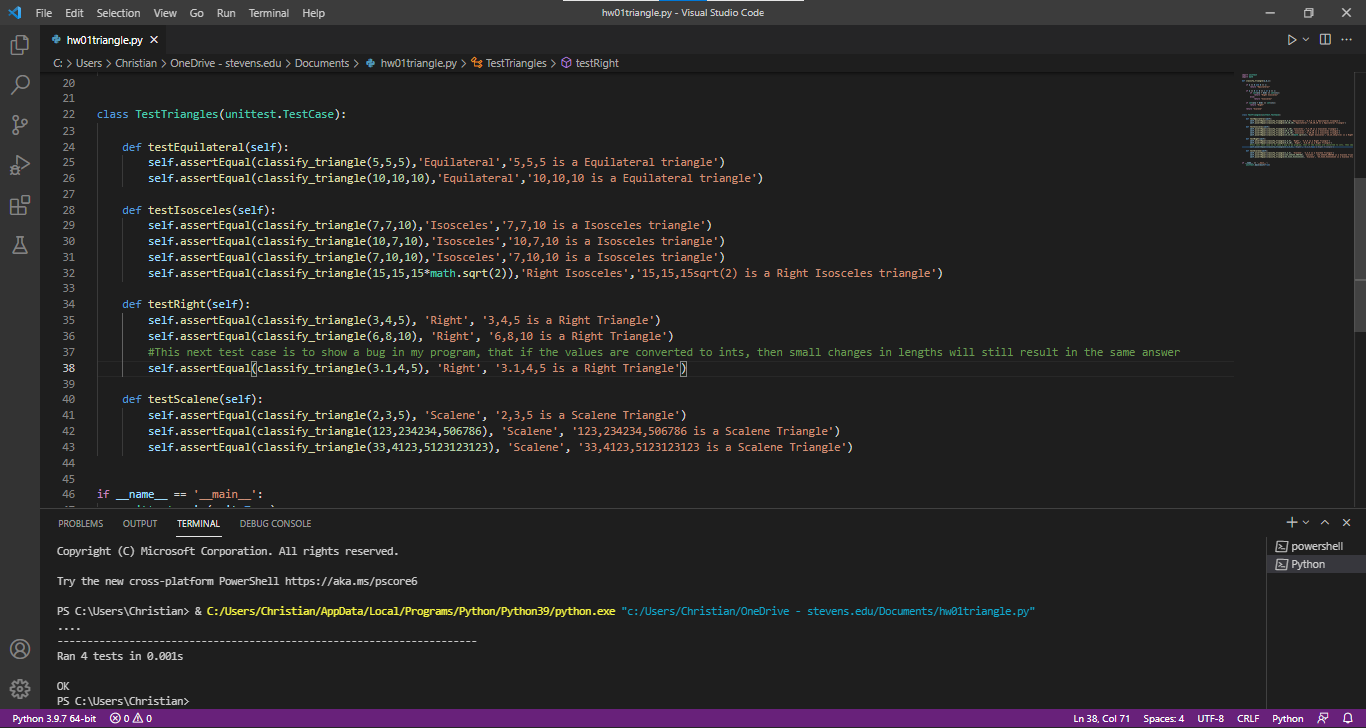 File Edit Selection View Go Run Terminal Help
hw01triangle.py - Visual Studio Code
hw01triangle.py
C: > Users > Christian > OneDrive - stevens.edu > Documents > hw01triangle.py > TestTriangles > testRight
20
21
22 class TestTriangles(unittest.TestCase):
23
24 def testEquilateral(self):
25 self.assertEqual(classify_triangle(5,5,5),'Equilateral','5,5,5 is a Equilateral triangle')
26 self.assertEqual(classify_triangle(10,10,10),'Equilateral','10,10,10 is a Equilateral triangle')
27
28 def testIsosceles(self):
29 self.assertEqual(classify_triangle(7,7,10),'Isosceles','7,7,10 is a Isosceles triangle')
30 self.assertEqual(classify_triangle(10,7,10),'Isosceles','10,7,10 is a Isosceles triangle')
31 self.assertEqual(classify_triangle(7,10,10),'Isosceles','7,10,10 is a Isosceles triangle')
32 self.assertEqual(classify_triangle(15,15,15*math.sqrt(2)),'Right Isosceles','15,15,15sqrt(2) is a Right Isosceles triangle')
33
34 def testRight(self):
35 self.assertEqual(classify_triangle(3,4,5), 'Right', '3,4,5 is a Right Triangle')
36 self.assertEqual(classify_triangle(6,8,10), 'Right', '6,8,10 is a Right Triangle')
37 #This next test case is to show a bug in my program, that if the values are converted to ints, then small changes in lengths will still result in the same answer
38 self.assertEqual(classify_triangle(3.1,4,5), 'Right', '3.1,4,5 is a Right Triangle')
39
40 def testScalene(self):
41 self.assertEqual(classify_triangle(2,3,5), 'Scalene', '2,3,5 is a Scalene Triangle')
42 self.assertEqual(classify_triangle(123,234234,506786), 'Scalene', '123,234234,506786 is a Scalene Triangle')
43 self.assertEqual(classify_triangle(33,4123,5123123123), 'Scalene', '33,4123,5123123123 is a Scalene Triangle')
44
45
46 if __name__ == '__main__':
PROBLEMS OUTPUT TERMINAL DEBUG CONSOLE
Copyright (C) Microsoft Corporation. All rights reserved.
Try the new cross-platform PowerShell https://aka.ms/pscore6
PS C:\Users\Christian> & C:/Users/Christian/AppData/Local/Programs/Python/Python39/python.exe "c:/Users/Christian/OneDrive - stevens.edu/Documents/hw01triangle.py"
....
----------------------------------------------------------------------
Ran 4 tests in 0.001s
OK
PS C:\Users\Christian>
powershell
Python
Python 3.9.7 64-bit 0 0 Ln 38, Col 71 Spaces: 4 UTF-8 CRLF Python